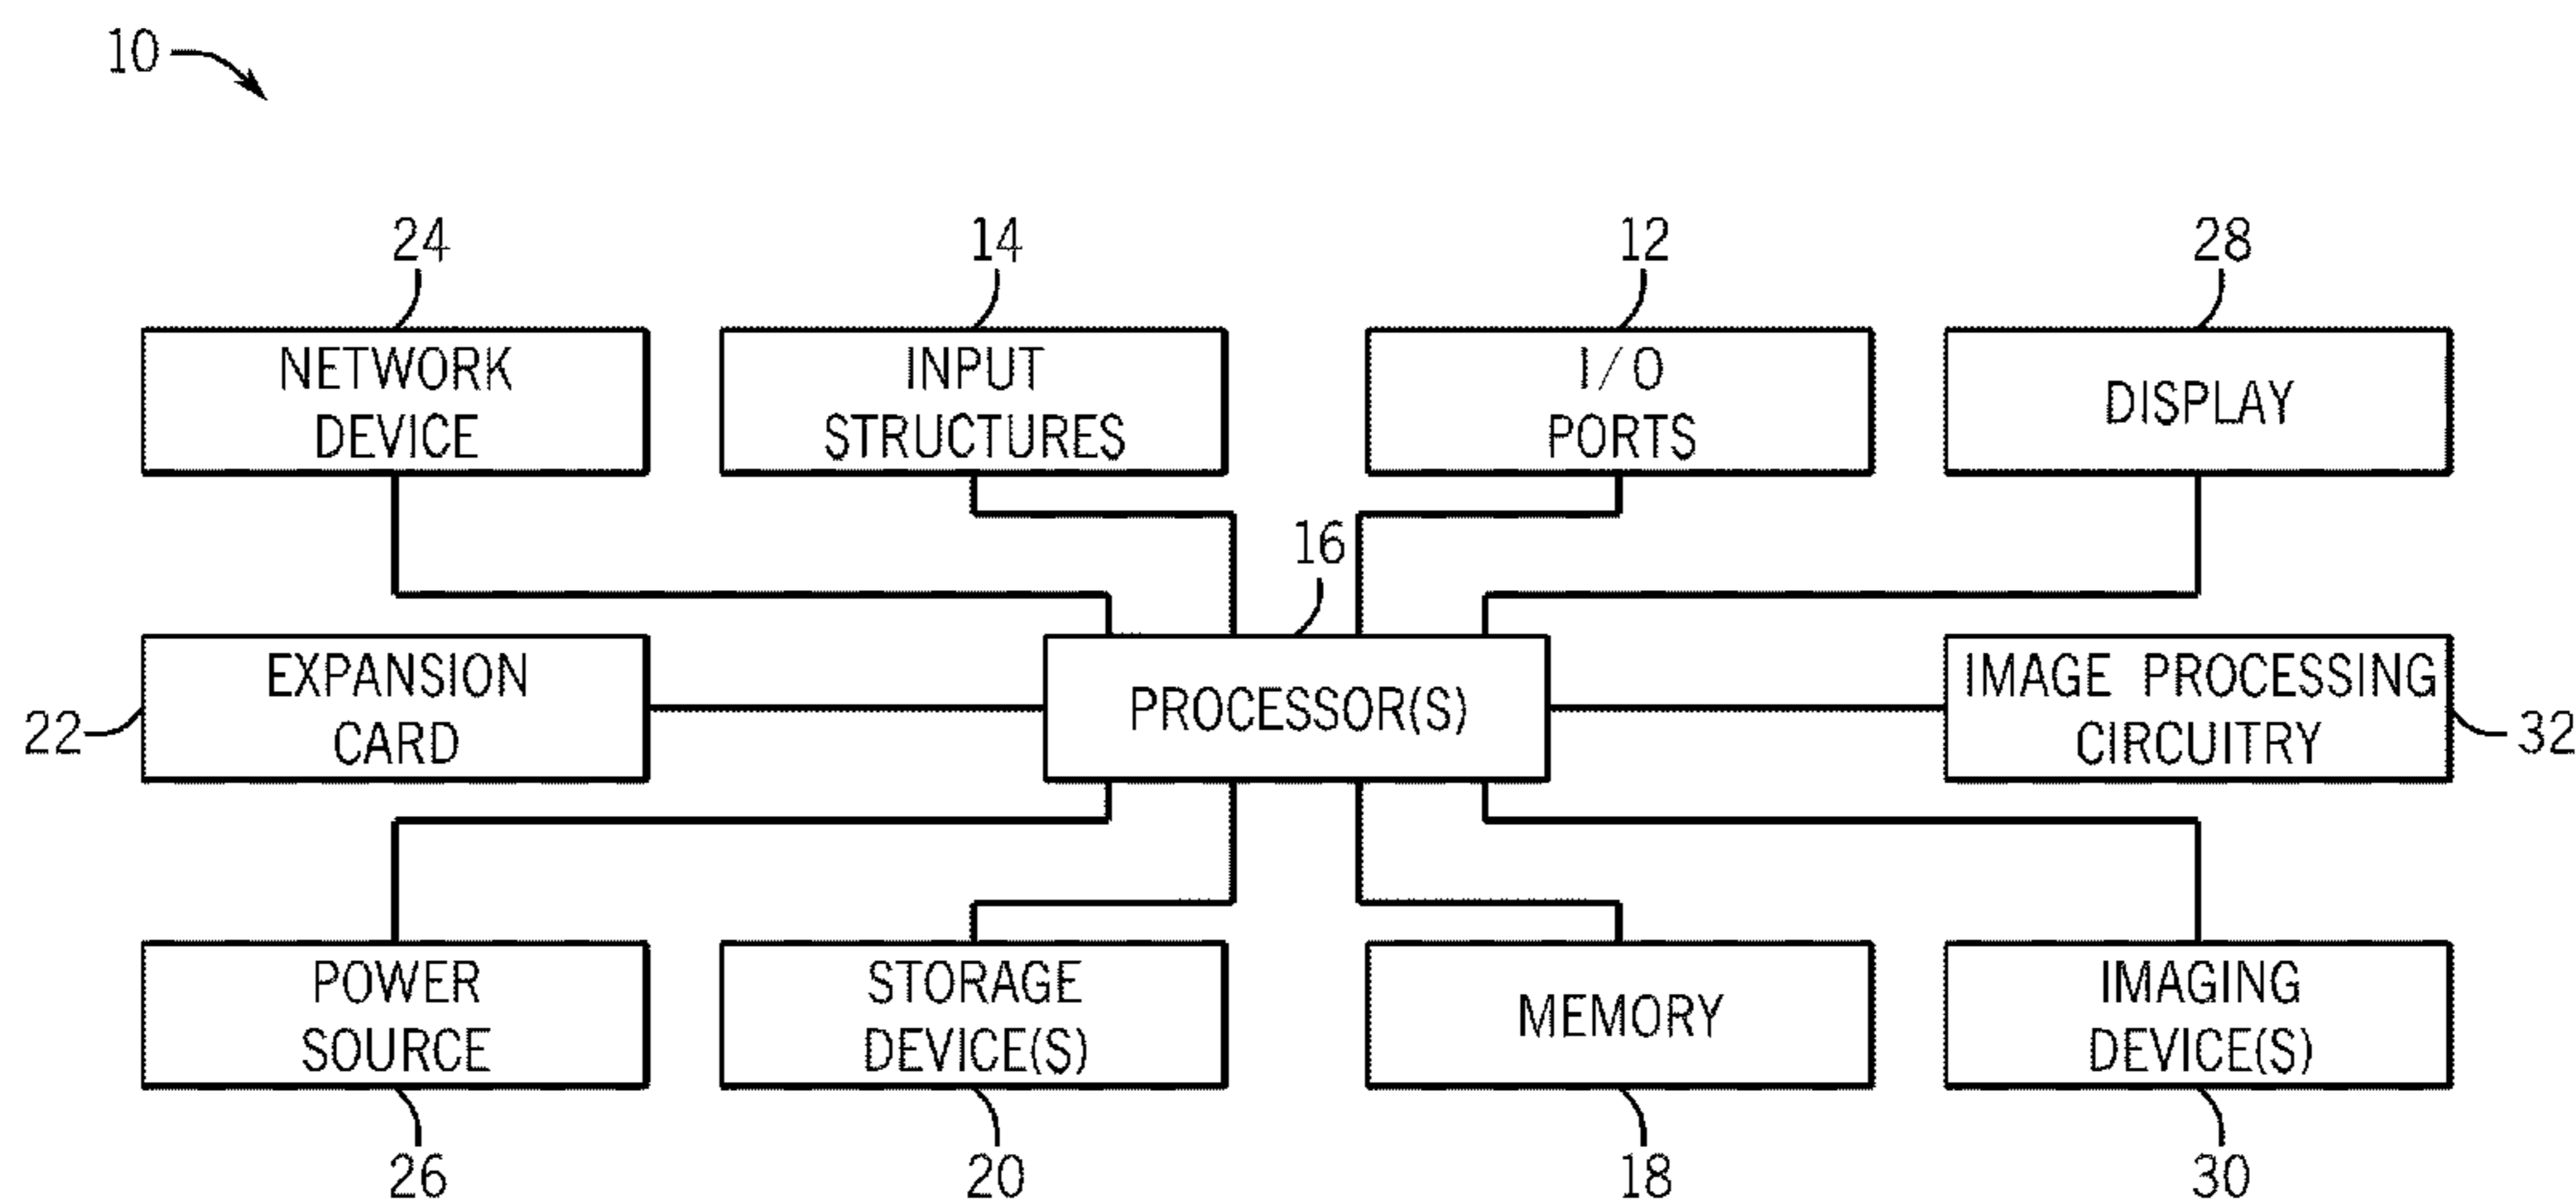 10
24
14
12
28
NETWORK
DEVICE
INPUT
STRUCTURES
I/O
PORTS
DISPLAY
16
EXPANSION
CARD
22
PROCESSOR(S)
IMAGE PROCESSING
CIRCUITRY
32
POWER
SOURCE
STORAGE
DEVICE(S)
MEMORY
IMAGING
DEVICE(S)
26
20
18
30